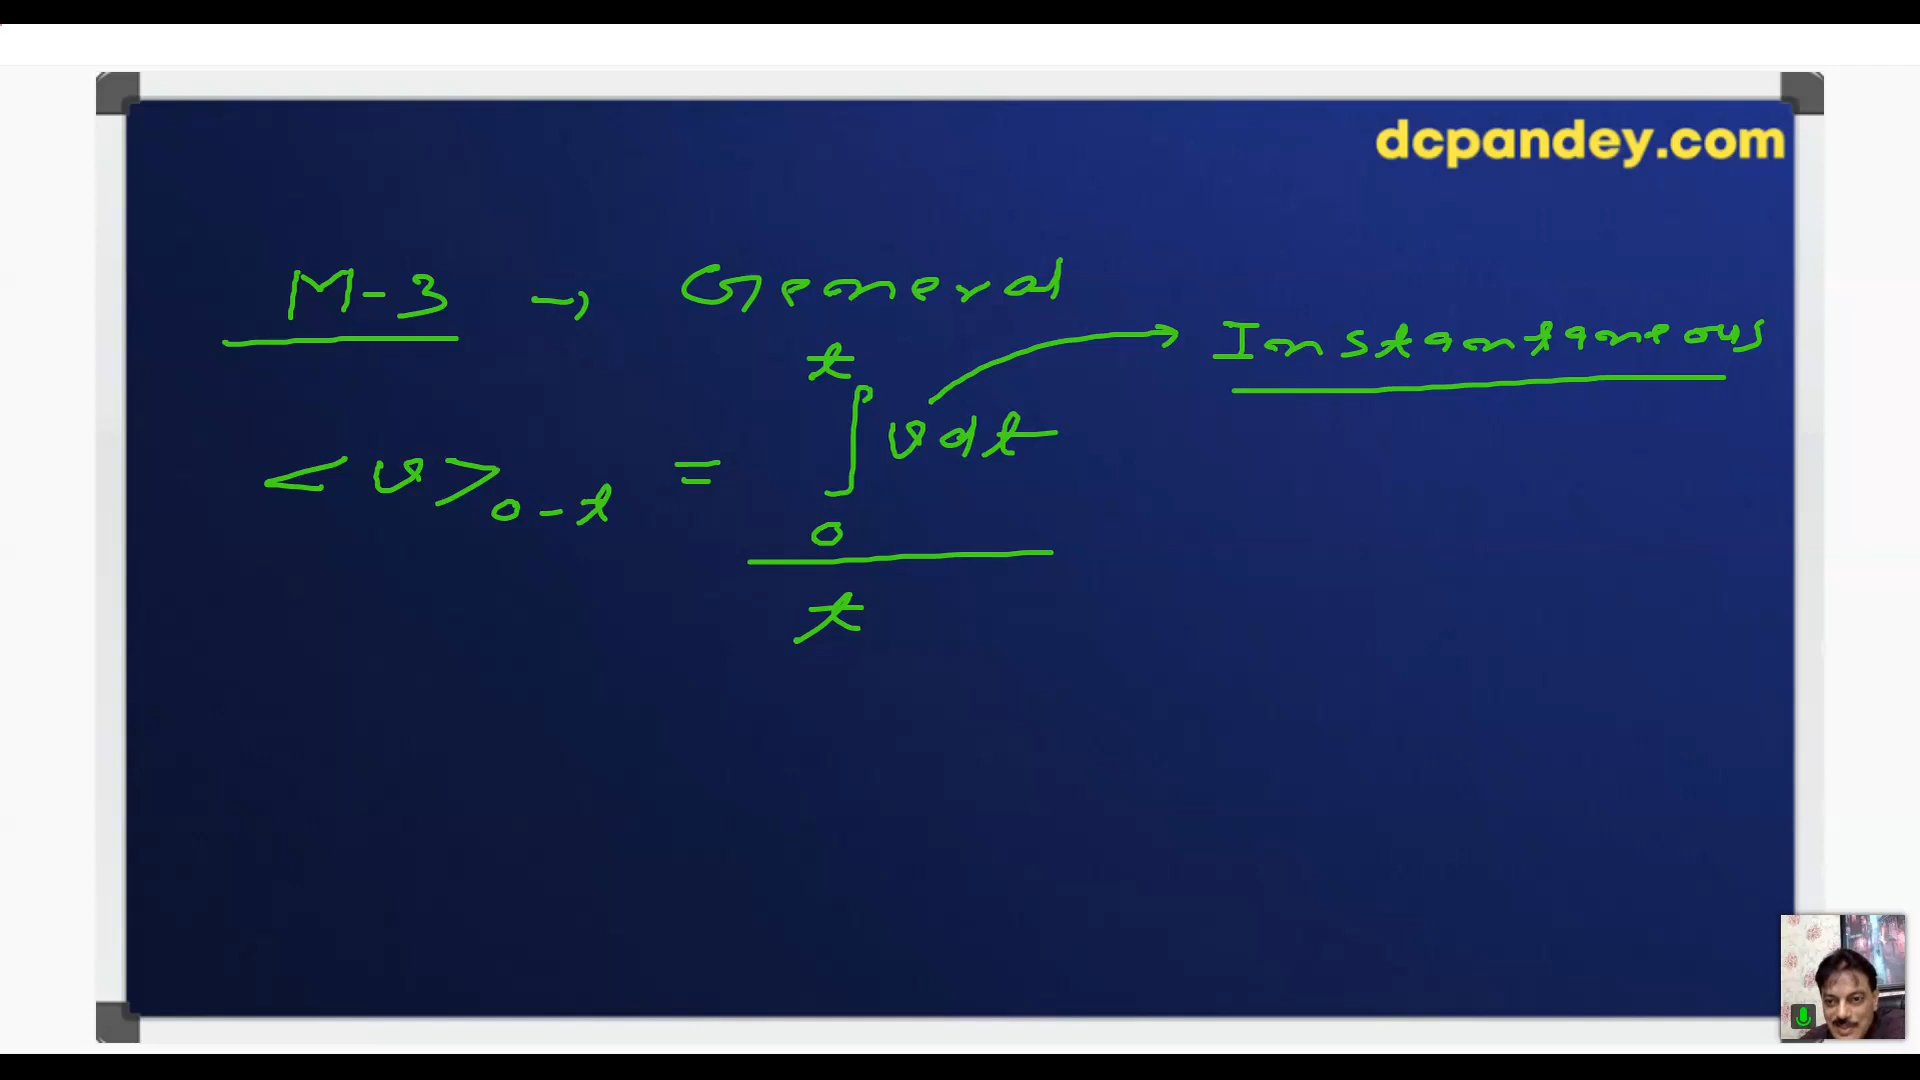 dcpandey.com
M-3 → General
<v>₀₋ₜ = ∫₀ᵗ v dt / t → Instantaneous